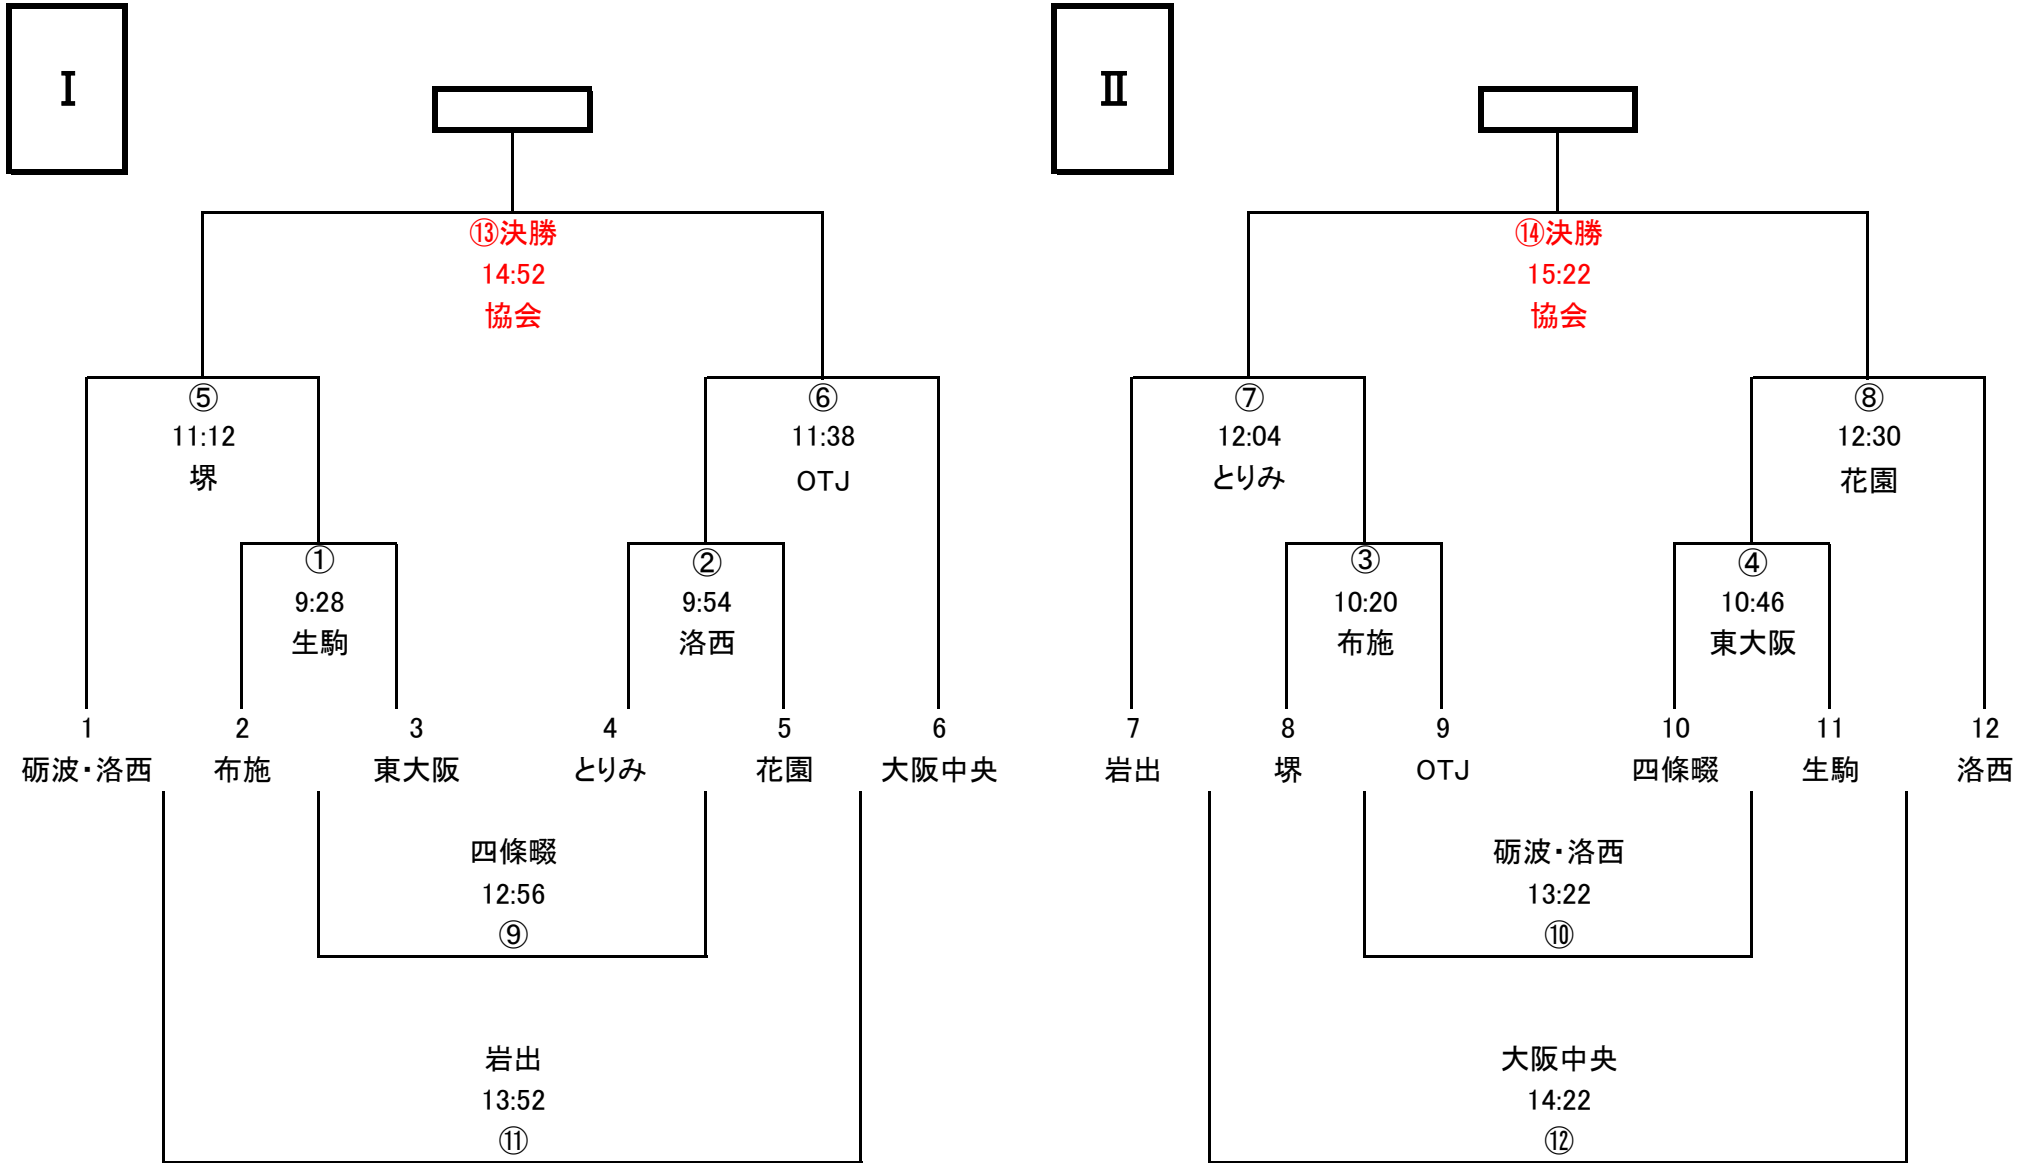 Ⅰ
⑬決勝
14:52
協会
⑤
11:12
堺
⑥
11:38
OTJ
①
9:28
生駒
②
9:54
洛西
1 2 3 4 5 6
砺波・洛西 布施 東大阪 とりみ 花園 大阪中央
四條畷
12:56
⑨
岩出
13:52
⑪
Ⅱ
⑭決勝
15:22
協会
⑦
12:04
とりみ
⑧
12:30
花園
③
10:20
布施
④
10:46
東大阪
7 8 9 10 11 12
岩出 堺 OTJ 四條畷 生駒 洛西
砺波・洛西
13:22
⑩
大阪中央
14:22
⑫